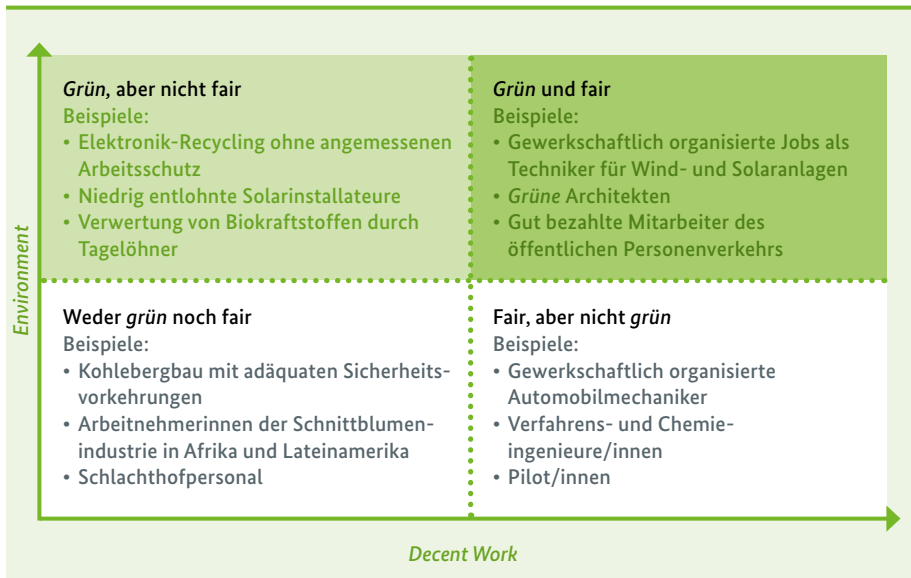 Grün, aber nicht fair
Beispiele:
• Elektronik-Recycling ohne angemessenen
Arbeitsschutz
• Niedrig entlohnte Solarinstallateure
• Verwertung von Biokraftstoffen durch
Tagelöhner
Grün und fair
Beispiele:
• Gewerkschaftlich organisierte Jobs als
Techniker für Wind- und Solaranlagen
• Grüne Architekten
• Gut bezahlte Mitarbeiter des
öffentlichen Personenverkehrs
Environment
Weder grün noch fair
Beispiele:
• Kohlebergbau mit adäquaten Sicherheits-
vorkehrungen
• Arbeitnehmerinnen der Schnittblumen-
industrie in Afrika und Lateinamerika
• Schlachthofpersonal
Fair, aber nicht grün
Beispiele:
• Gewerkschaftlich organisierte
Automobilmechaniker
• Verfahrens- und Chemie-
ingenieure/innen
• Pilot/innen
Decent Work